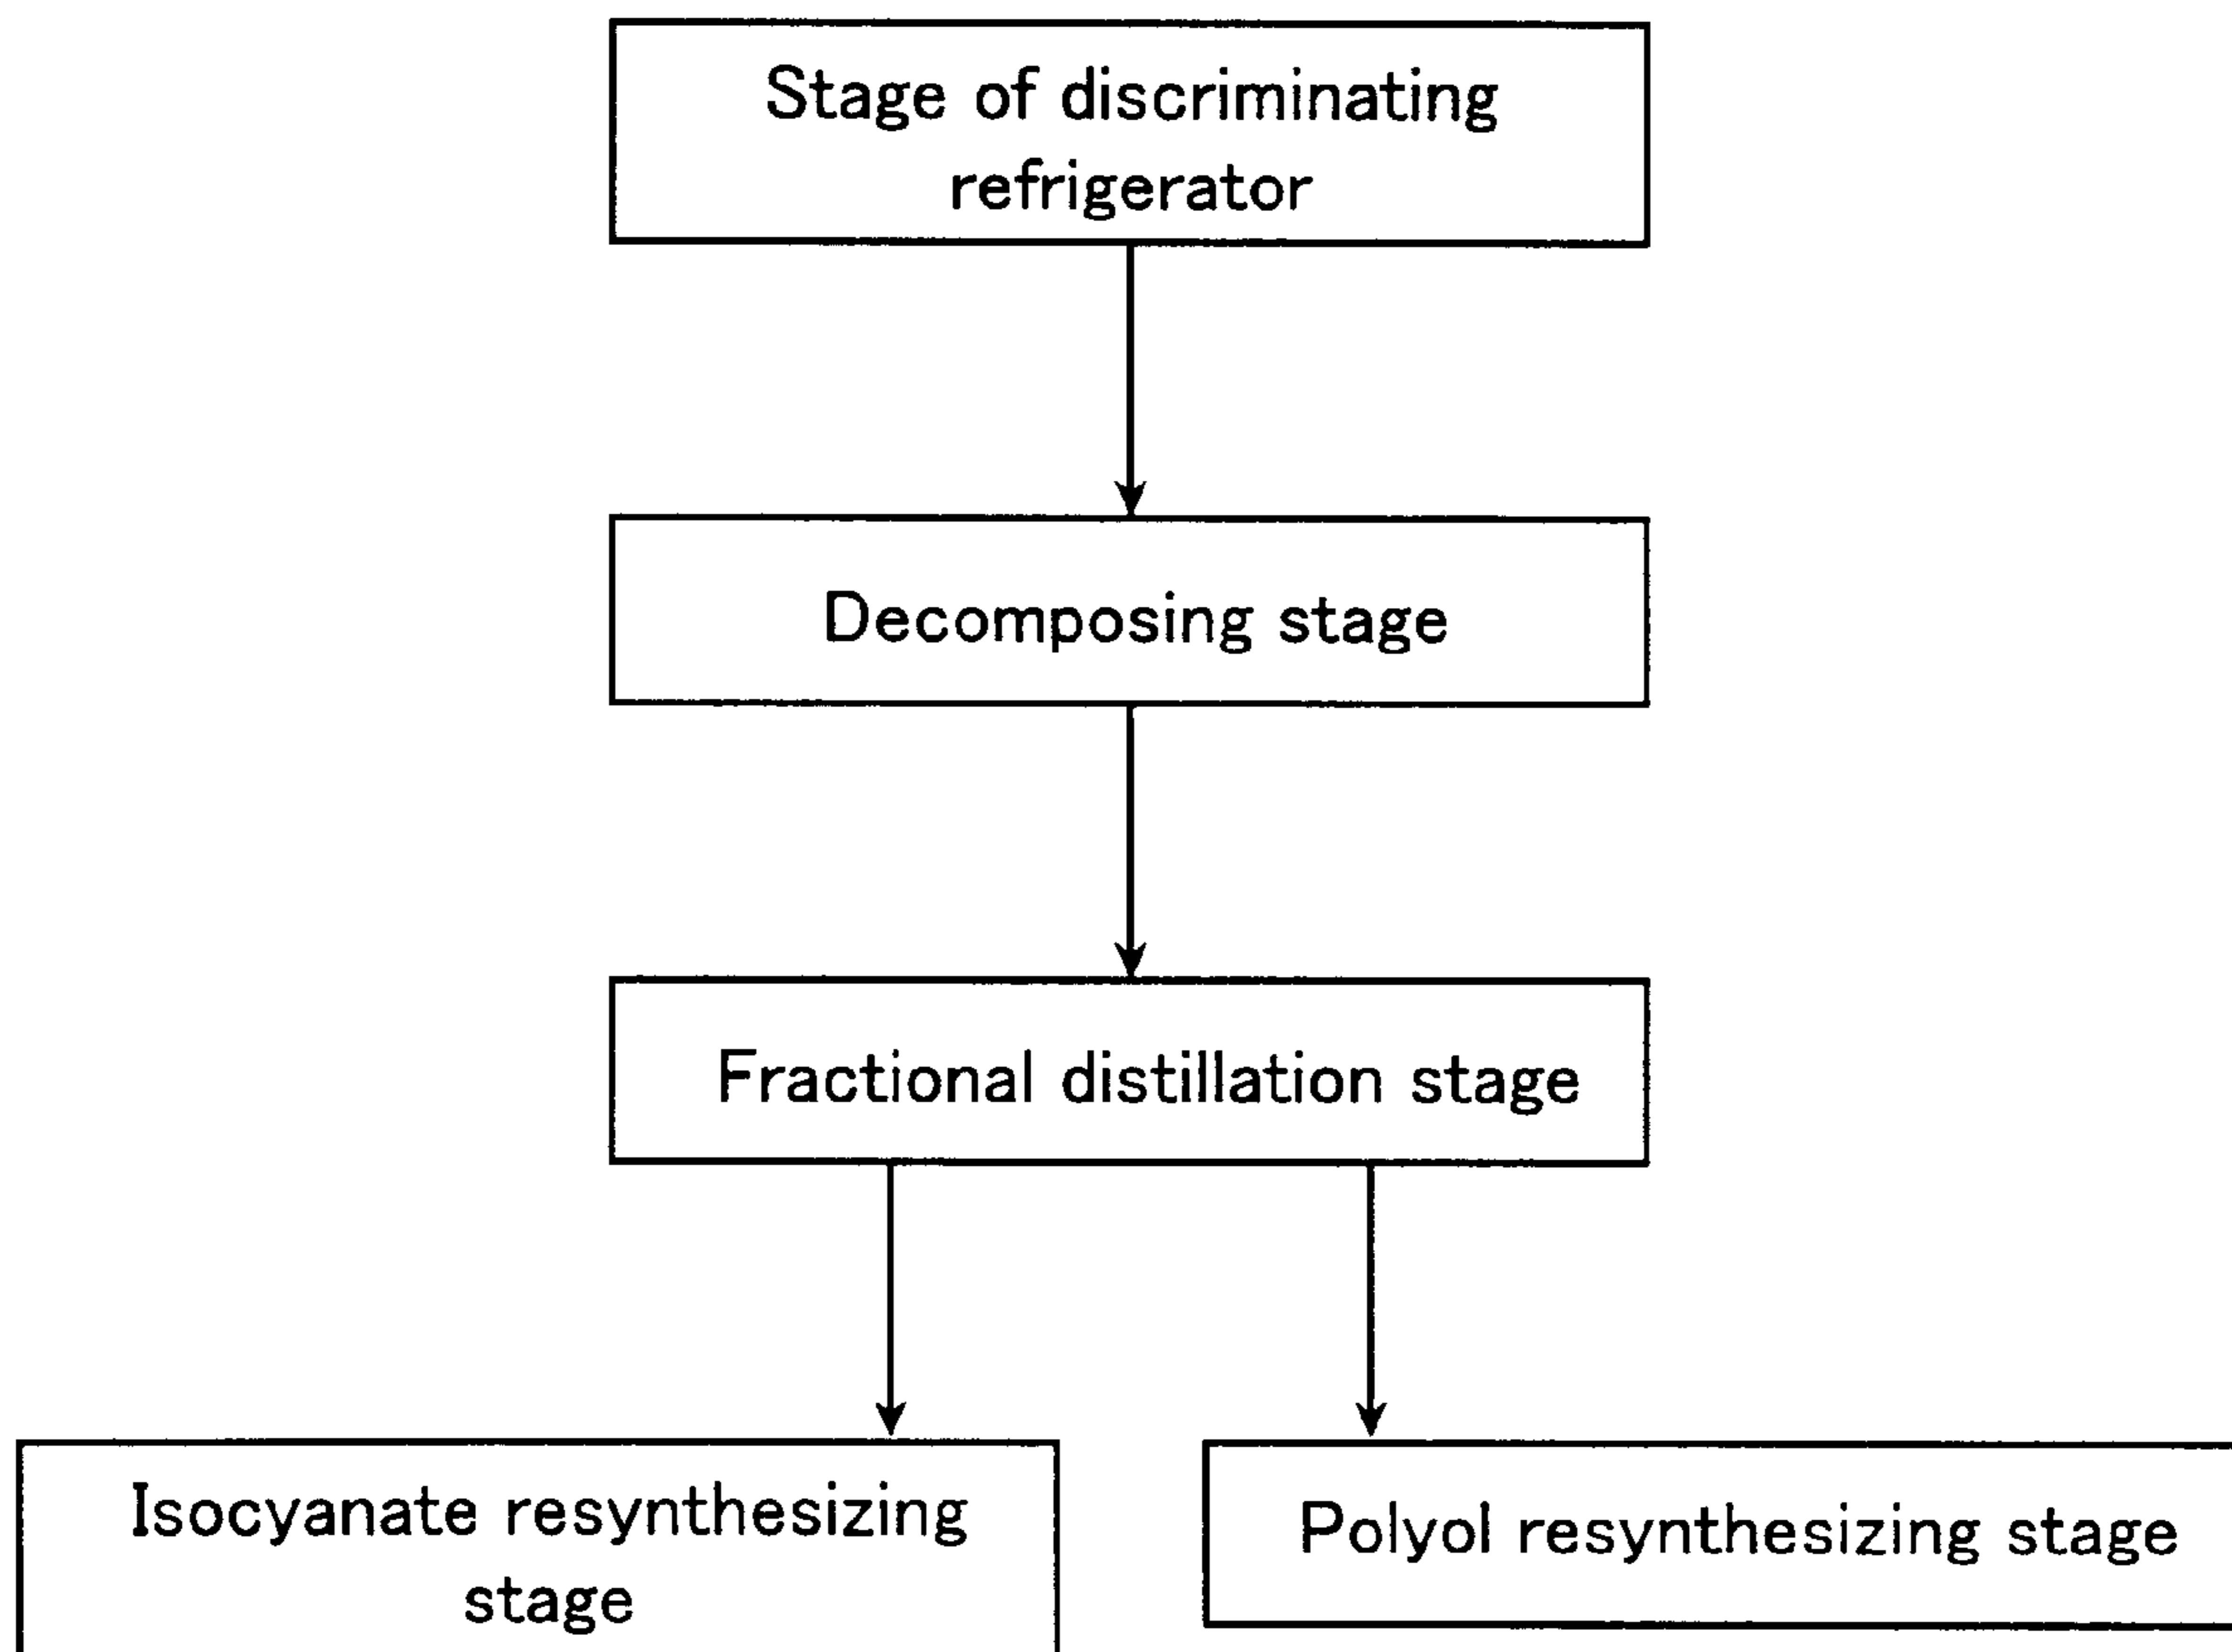 Stage of discriminating
refrigerator
Decomposing stage
Fractional distillation stage
Isocyanate resynthesizing
stage
Polyol resynthesizing stage